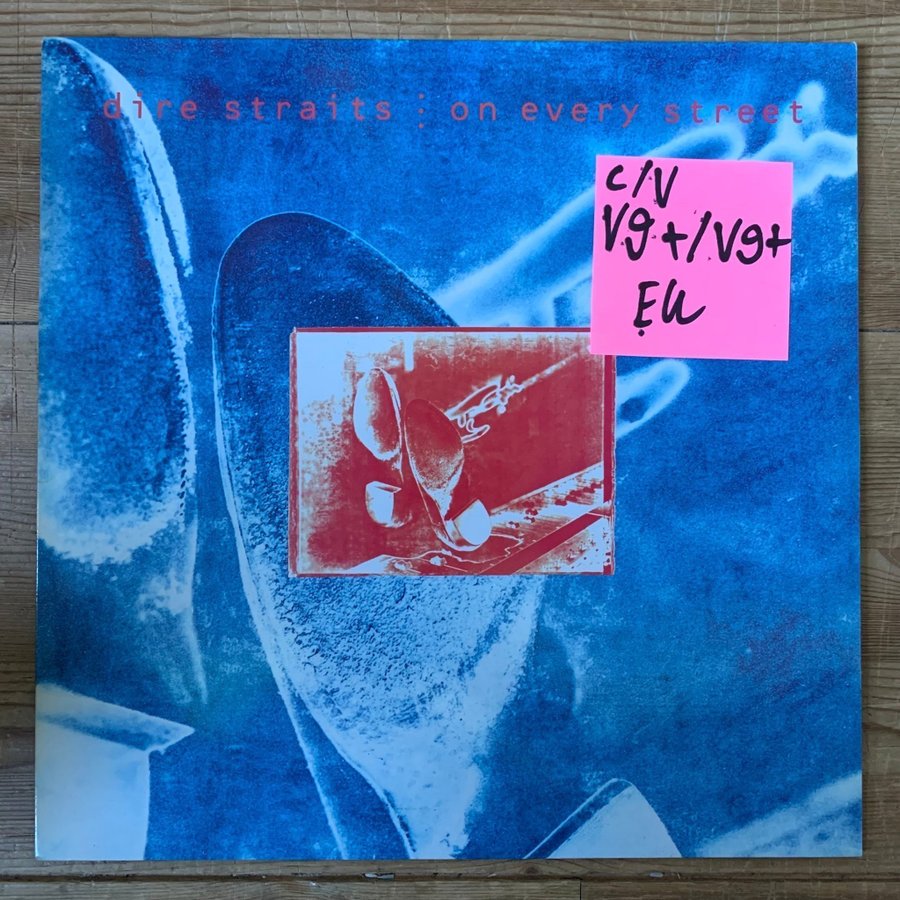 dire straits : on every street
C/V
Vg+/Vg+
EU